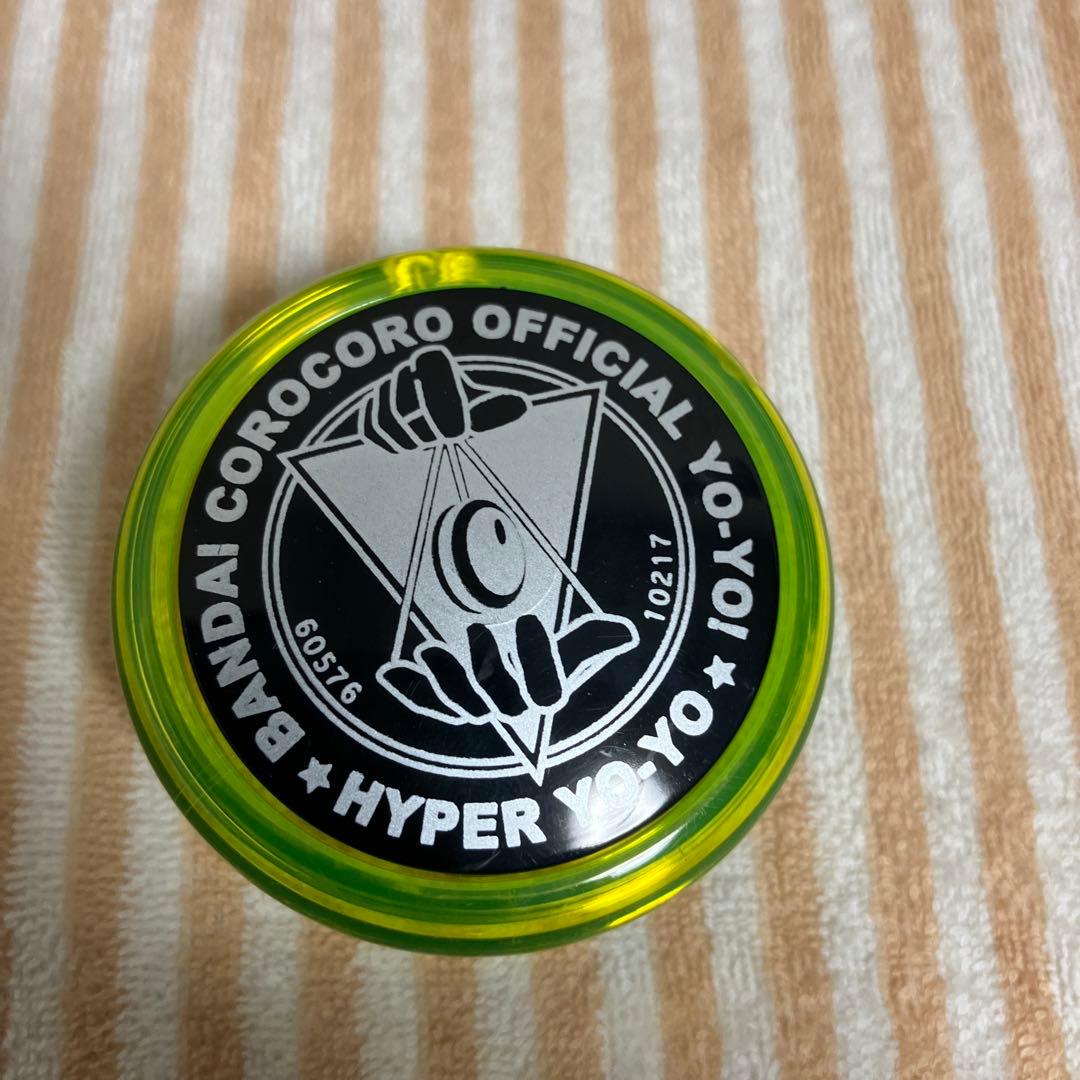 BANDAI COROCORO OFFICIAL YO-YO!
★ HYPER YO-YO ★
60576
10217